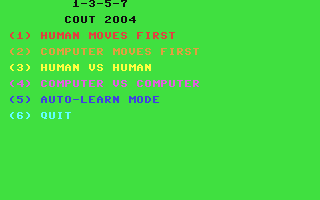 1-3-5-7
COUT 2004
(1) HUMAN MOVES FIRST
(2) COMPUTER MOVES FIRST
(3) HUMAN VS HUMAN
(4) COMPUTER VS COMPUTER
(5) AUTO-LEARN MODE
(6) QUIT